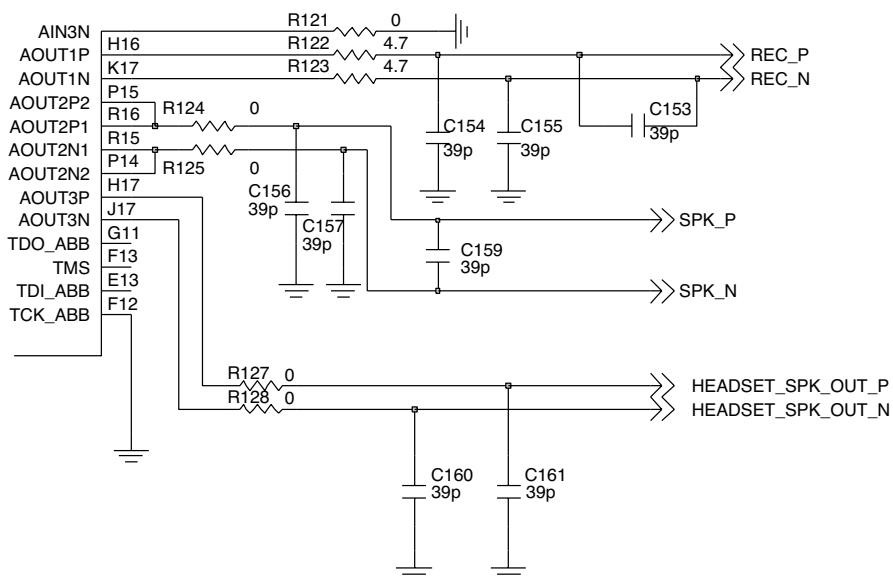 R121 0
AIN3N
H16 R122 4.7
AOUT1P REC_P
K17 R123 4.7
AOUT1N REC_N
P15
AOUT2P2
R16 R124 0
AOUT2P1
C153
39p
C154
39p
C155
39p
R15
AOUT2N1
P14 R125 0
AOUT2N2
H17
AOUT3P
C156
39p
J17
AOUT3N
C157
39p
SPK_P
G11
TDO_ABB
C159
39p
F13
TMS
E13
TDI_ABB
SPK_N
F12
TCK_ABB
R127 0
HEADSET_SPK_OUT_P
R128 0
HEADSET_SPK_OUT_N
C160
39p
C161
39p